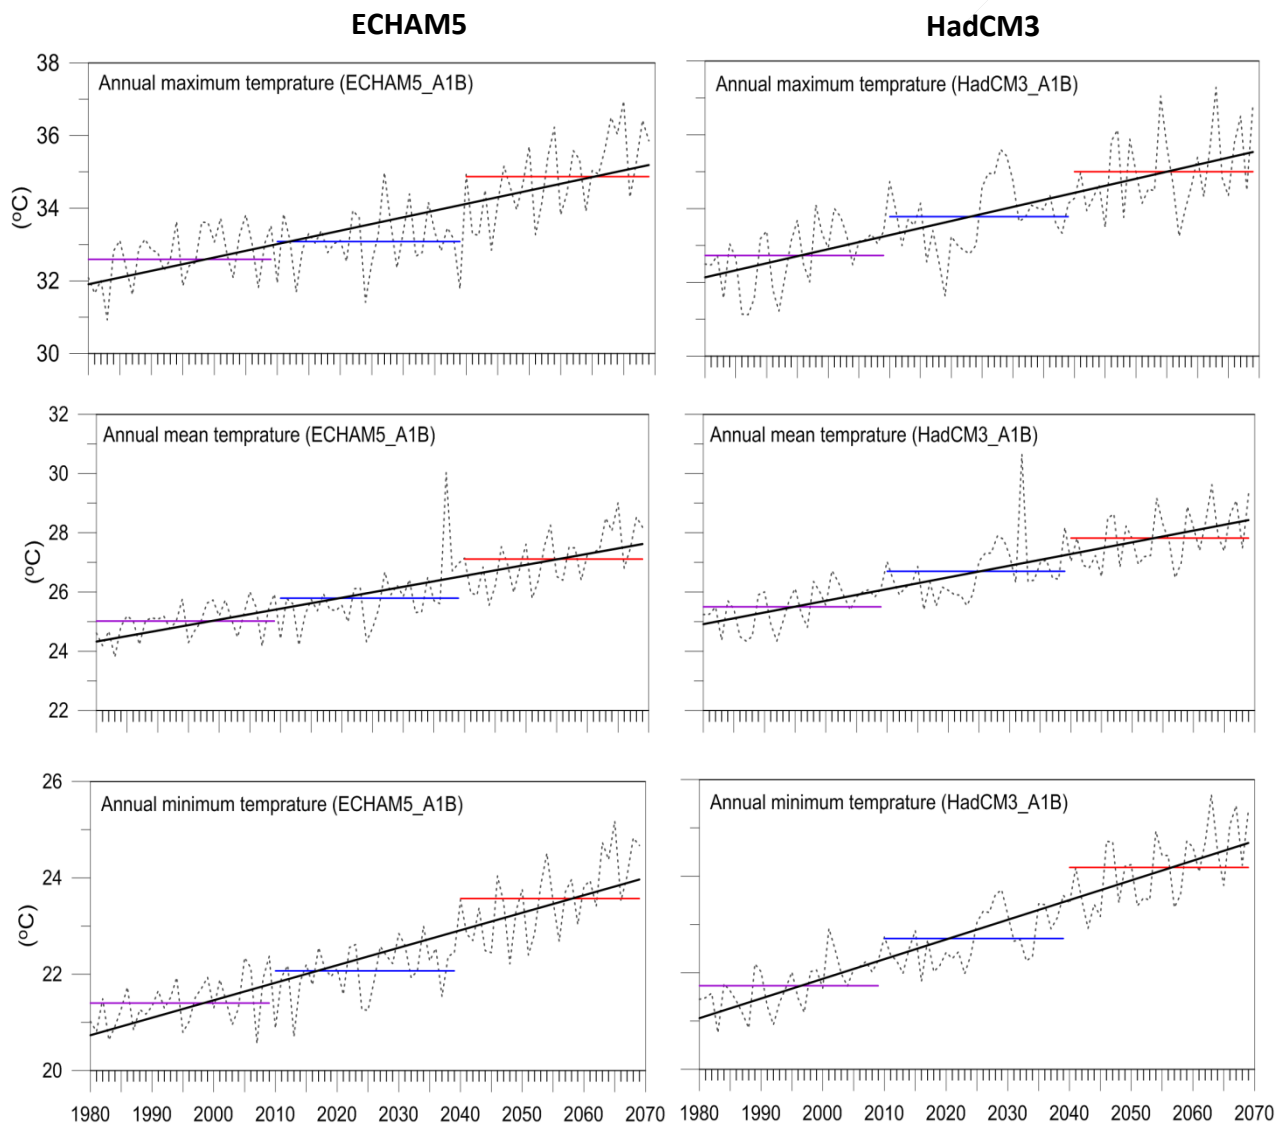 ECHAM5 HadCM3
Annual maximum temprature (ECHAM5_A1B) Annual maximum temprature (HadCM3_A1B)
38
36
34
32
30
(ºC)
Annual mean temprature (ECHAM5_A1B) Annual mean temprature (HadCM3_A1B)
32
30
28
26
24
22
(ºC)
Annual minimum temprature (ECHAM5_A1B) Annual minimum temprature (HadCM3_A1B)
26
24
22
20
(ºC)
1980 1990 2000 2010 2020 2030 2040 2050 2060 2070 1980 1990 2000 2010 2020 2030 2040 2050 2060 2070